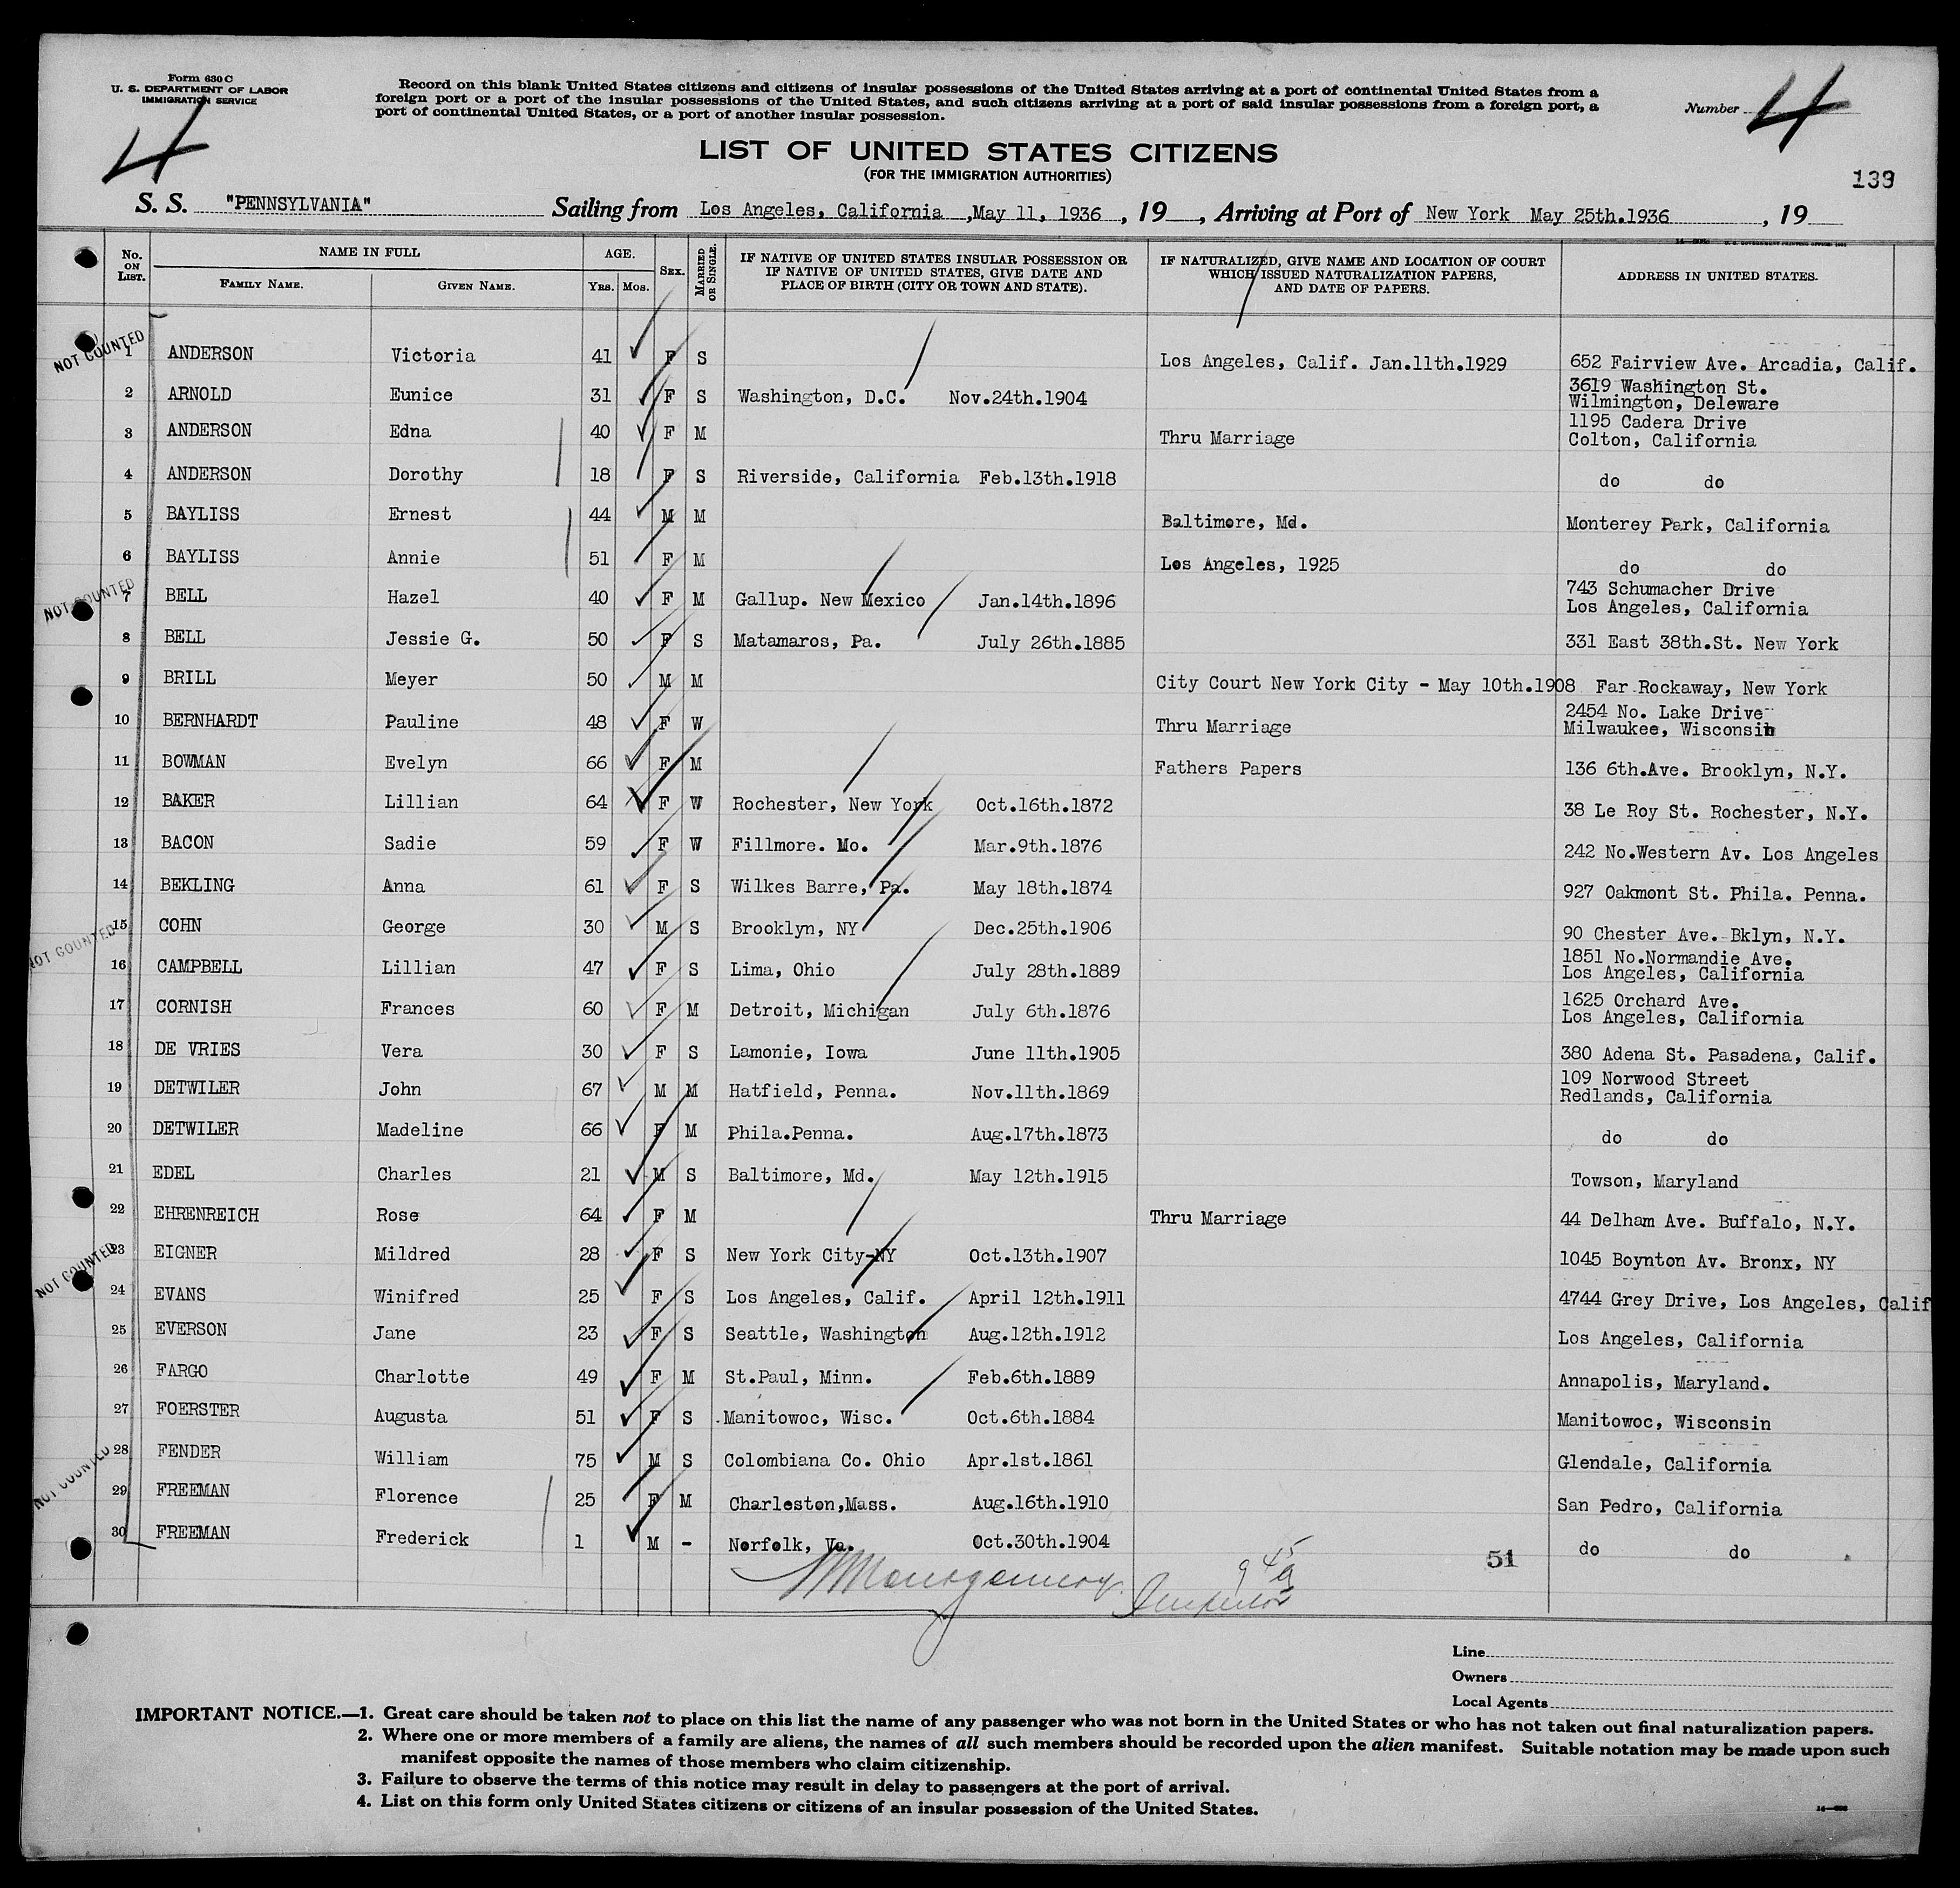 Form 630 C
U. S. DEPARTMENT OF LABOR
IMMIGRATION SERVICE
4
Record on this blank United States citizens and citizens of insular possessions of the United States arriving at a port of continental United States from a
foreign port or a port of the insular possessions of the United States, and such citizens arriving at a port of said insular possessions from a foreign port, a
port of continental United States, or a port of another insular possession.
Number 4
LIST OF UNITED STATES CITIZENS
(FOR THE IMMIGRATION AUTHORITIES)
139
S. S. "PENNSYLVANIA" Sailing from Los Angeles, California ,May 11, 1936 , 19 , Arriving at Port of New York May 25th.1936 , 19
No. ON LIST. NAME IN FULL FAMILY NAME. GIVEN NAME. AGE. YRS. MOS. SEX. MARRIED OR SINGLE. IF NATIVE OF UNITED STATES INSULAR POSSESSION OR IF NATIVE OF UNITED STATES, GIVE DATE AND PLACE OF BIRTH (CITY OR TOWN AND STATE). IF NATURALIZED, GIVE NAME AND LOCATION OF COURT WHICH ISSUED NATURALIZATION PAPERS, AND DATE OF PAPERS. ADDRESS IN UNITED STATES.
NOT COUNTED
1 ANDERSON Victoria 41 F S Los Angeles, Calif. Jan.11th.1929 652 Fairview Ave. Arcadia, Calif.
2 ARNOLD Eunice 31 F S Washington, D.C. Nov.24th.1904 3619 Washington St. Wilmington, Deleware
3 ANDERSON Edna 40 F M Thru Marriage 1195 Cadera Drive Colton, California
4 ANDERSON Dorothy 18 F S Riverside, California Feb.13th.1918 do do
5 BAYLISS Ernest 44 M M Baltimore, Md. Monterey Park, California
6 BAYLISS Annie 51 F M Los Angeles, 1925 do do
NOT COUNTED
7 BELL Hazel 40 F M Gallup. New Mexico Jan.14th.1896 743 Schumacher Drive Los Angeles, California
8 BELL Jessie G. 50 F S Matamaros, Pa. July 26th.1885 331 East 38th.St. New York
9 BRILL Meyer 50 M M City Court New York City - May 10th.1908 Far Rockaway, New York
10 BERNHARDT Pauline 48 F W Thru Marriage 2454 No. Lake Drive Milwaukee, Wisconsin
11 BOWMAN Evelyn 66 F M Fathers Papers 136 6th.Ave. Brooklyn, N.Y.
12 BAKER Lillian 64 F W Rochester, New York Oct.16th.1872 38 Le Roy St. Rochester, N.Y.
13 BACON Sadie 59 F W Fillmore. Mo. Mar.9th.1876 242 No.Western Av. Los Angeles
14 BEKLING Anna 61 F S Wilkes Barre, Pa. May 18th.1874 927 Oakmont St. Phila. Penna.
NOT COUNTED
15 COHN George 30 M S Brooklyn, NY Dec.25th.1906 90 Chester Ave. Bklyn, N.Y.
16 CAMPBELL Lillian 47 F S Lima, Ohio July 28th.1889 1851 No.Normandie Ave. Los Angeles, California
17 CORNISH Frances 60 F M Detroit, Michigan July 6th.1876 1625 Orchard Ave. Los Angeles, California
18 DE VRIES Vera 30 F S Lamonie, Iowa June 11th.1905 380 Adena St. Pasadena, Calif.
19 DETWILER John 67 M M Hatfield, Penna. Nov.11th.1869 109 Norwood Street Redlands, California
20 DETWILER Madeline 66 F M Phila.Penna. Aug.17th.1873 do do
21 EDEL Charles 21 M S Baltimore, Md. May 12th.1915 Towson, Maryland
22 EHRENREICH Rose 64 F M Thru Marriage 44 Delham Ave. Buffalo, N.Y.
NOT COUNTED
23 EIGNER Mildred 28 F S New York City-NY Oct.13th.1907 1045 Boynton Av. Bronx, NY
24 EVANS Winifred 25 F S Los Angeles, Calif. April 12th.1911 4744 Grey Drive, Los Angeles, Calif
25 EVERSON Jane 23 F S Seattle, Washington Aug.12th.1912 Los Angeles, California
26 FARGO Charlotte 49 F M St.Paul, Minn. Feb.6th.1889 Annapolis, Maryland.
27 FOERSTER Augusta 51 F S Manitowoc, Wisc. Oct.6th.1884 Manitowoc, Wisconsin
NOT COUNTED
28 FENDER William 75 M S Colombiana Co. Ohio Apr.1st.1861 Glendale, California
29 FREEMAN Florence 25 F M Charleston,Mass. Aug.16th.1910 San Pedro, California
30 FREEMAN Frederick 1 M - Norfolk, Va. Oct.30th.1904 do do
51
Montgomery Inspector
Line
Owners
Local Agents
IMPORTANT NOTICE.—1. Great care should be taken not to place on this list the name of any passenger who was not born in the United States or who has not taken out final naturalization papers.
2. Where one or more members of a family are aliens, the names of all such members should be recorded upon the alien manifest. Suitable notation may be made upon such
manifest opposite the names of those members who claim citizenship.
3. Failure to observe the terms of this notice may result in delay to passengers at the port of arrival.
4. List on this form only United States citizens or citizens of an insular possession of the United States.